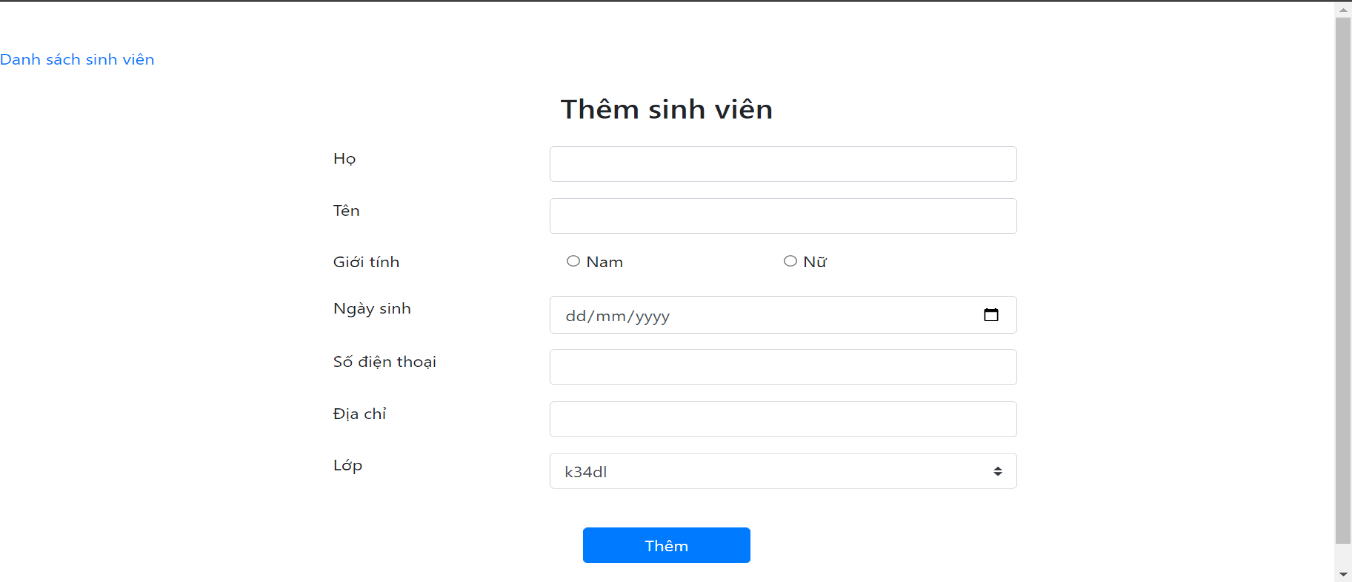 Danh sách sinh viên
Thêm sinh viên
Họ
Tên
Giới tính Nam Nữ
Ngày sinh dd/mm/yyyy
Số điện thoại
Địa chỉ
Lớp k34dl
Thêm